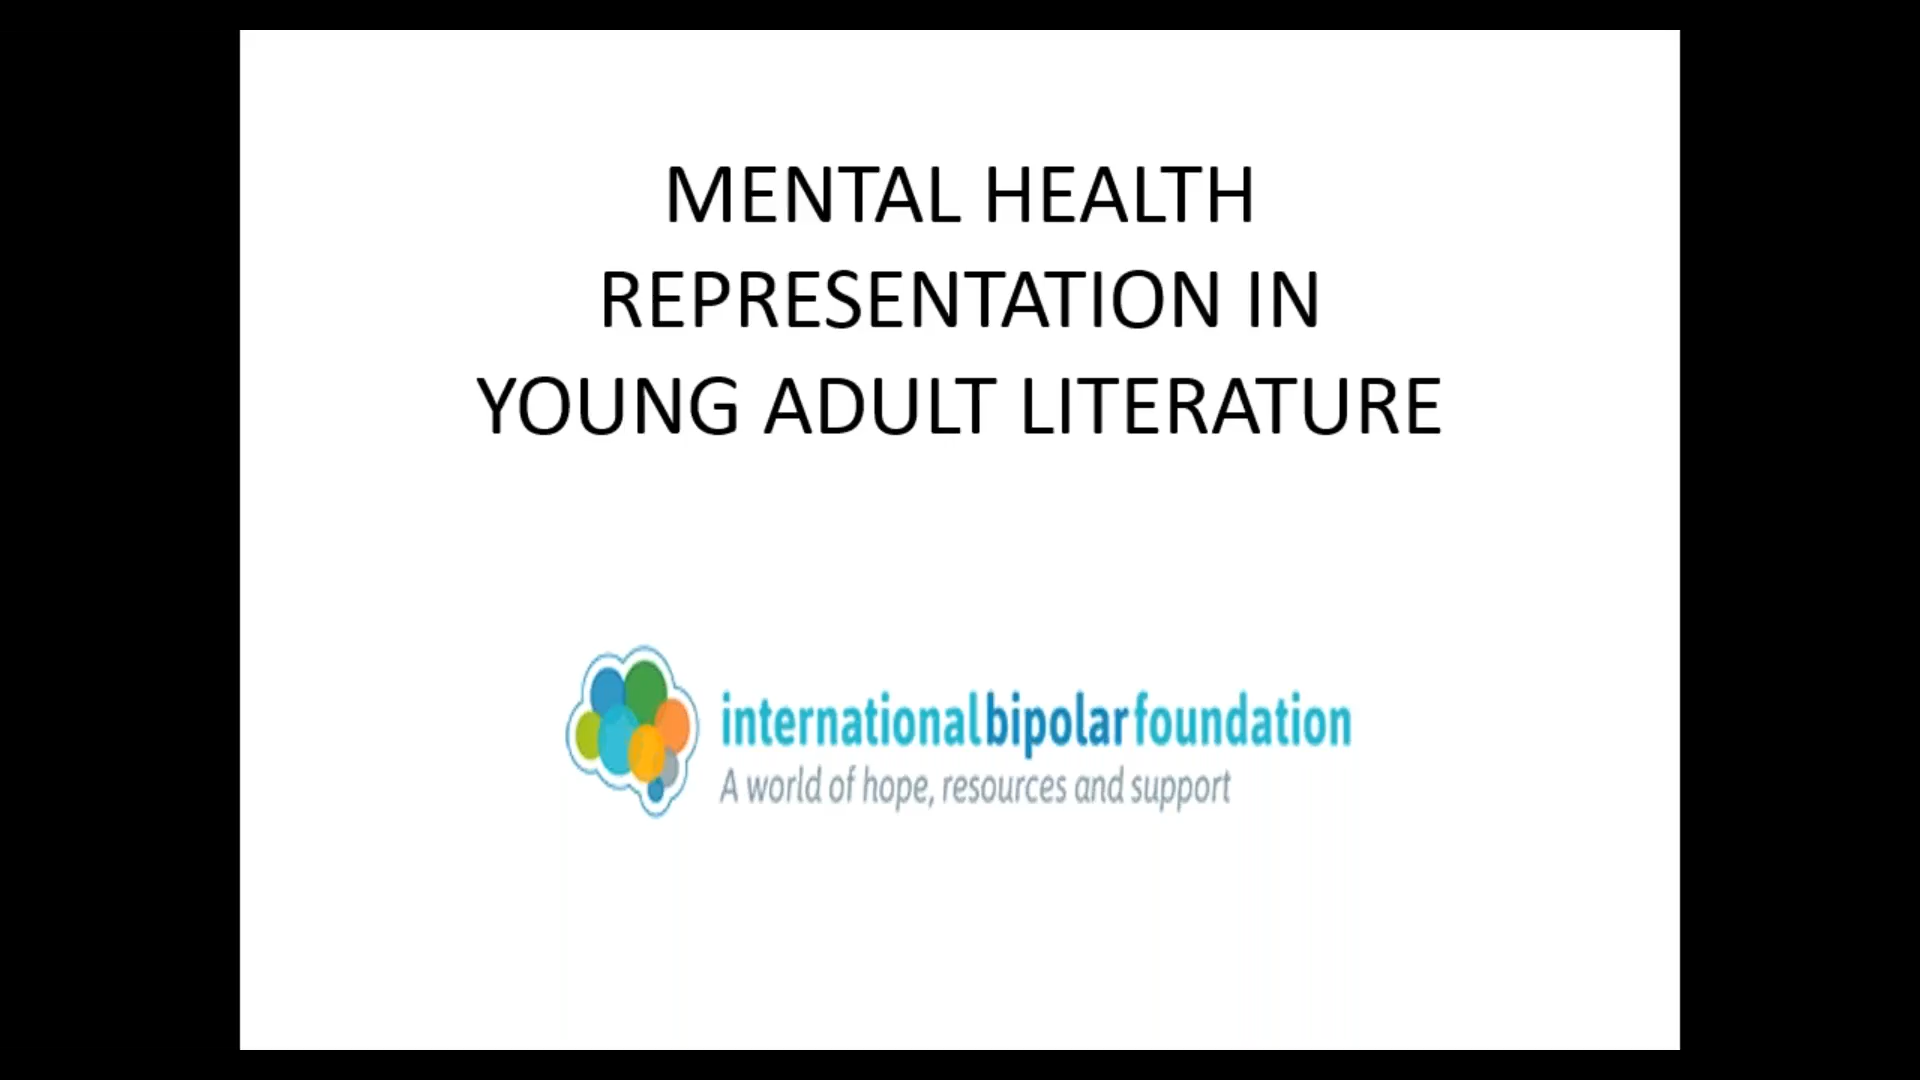 MENTAL HEALTH
REPRESENTATION IN
YOUNG ADULT LITERATURE
internationalbipolarfoundation
A world of hope, resources and support